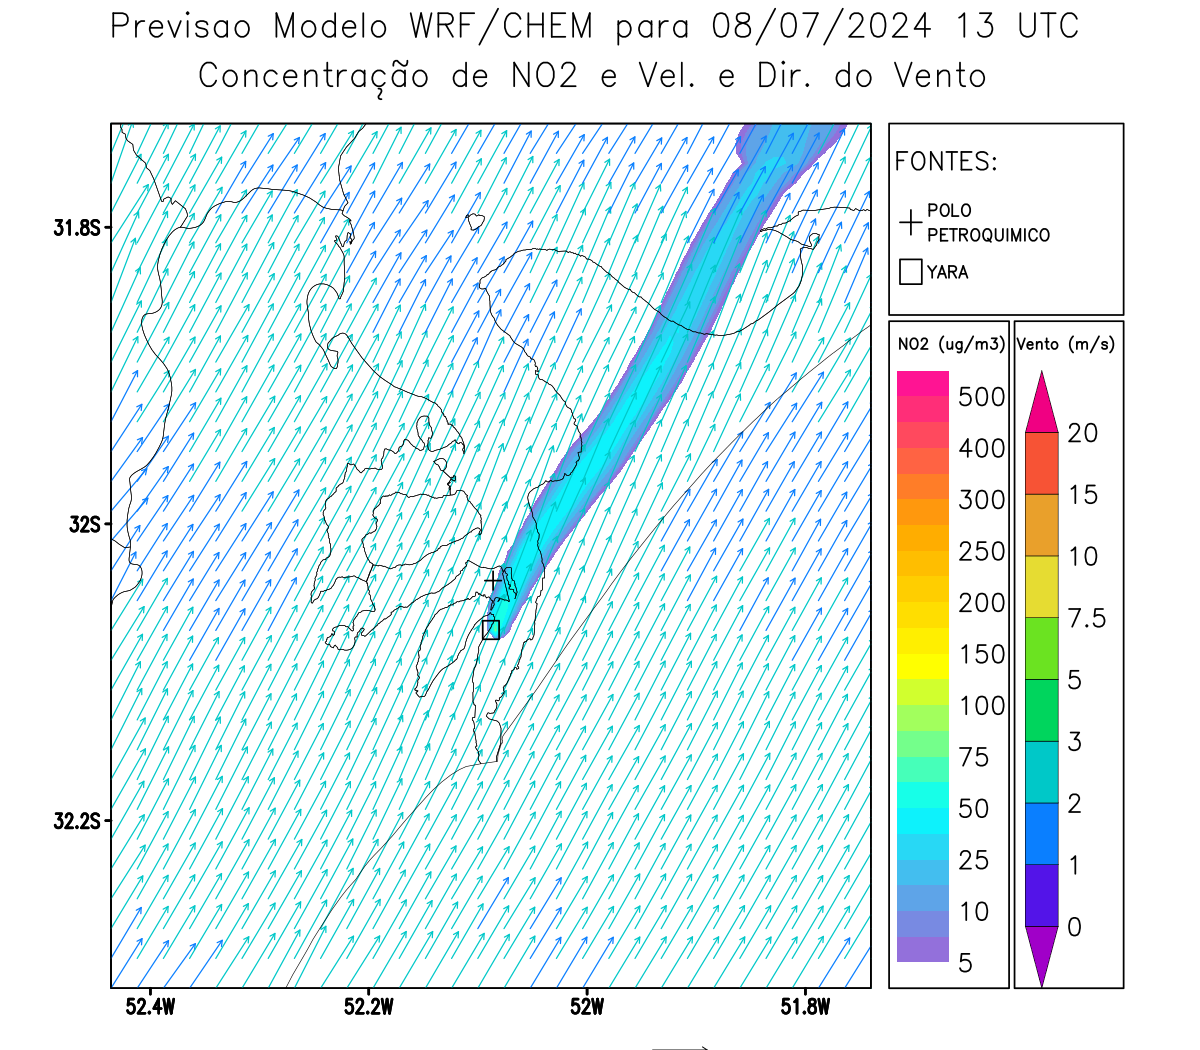 Previsao Modelo WRF/CHEM para 08/07/2024 13 UTC
Concentração de NO2 e Vel. e Dir. do Vento
31.8S
32S
32.2S
52.4W
52.2W
52W
51.8W
FONTES:
POLO
PETROQUIMICO
YARA
NO2 (ug/m3)
500
400
300
250
200
150
100
75
50
25
10
5
Vento (m/s)
20
15
10
7.5
5
3
2
1
0